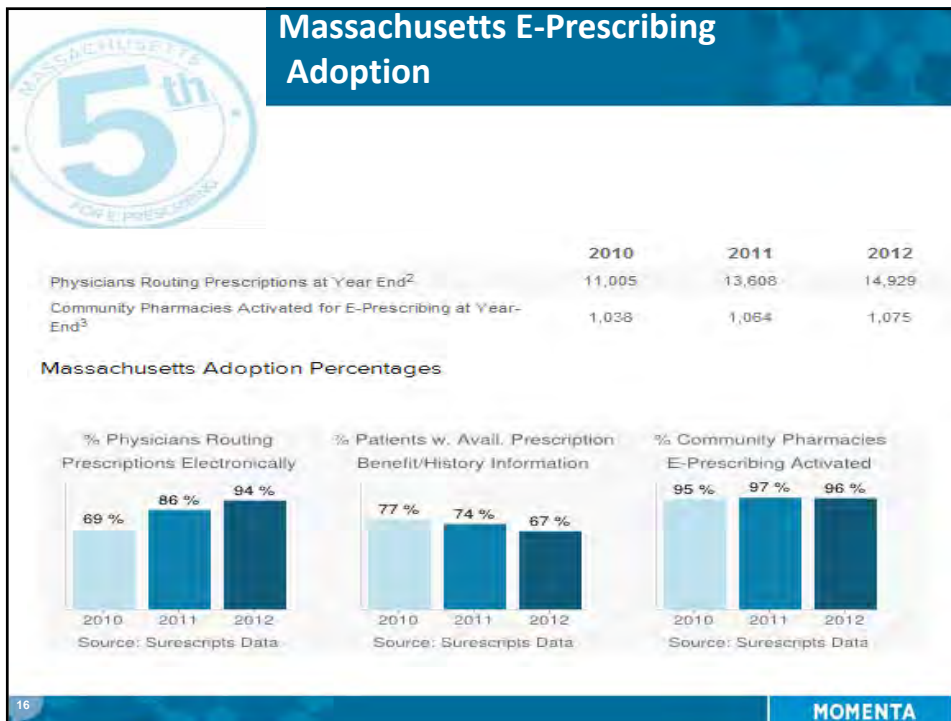 Massachusetts E-Prescribing
Adoption
MASSACHUSETTS
5th
FOR E-PRESCRIBING
2010 2011 2012
Physicians Routing Prescriptions at Year End2 11,005 13,608 14,929
Community Pharmacies Activated for E-Prescribing at Year-
End3 1,038 1,064 1,075
Massachusetts Adoption Percentages
% Physicians Routing
Prescriptions Electronically
69 % 86 % 94 %
2010 2011 2012
Source: Surescripts Data
% Patients w. Avail. Prescription
Benefit/History Information
77 % 74 % 67 %
2010 2011 2012
Source: Surescripts Data
% Community Pharmacies
E-Prescribing Activated
95 % 97 % 96 %
2010 2011 2012
Source: Surescripts Data
16
MOMENTA